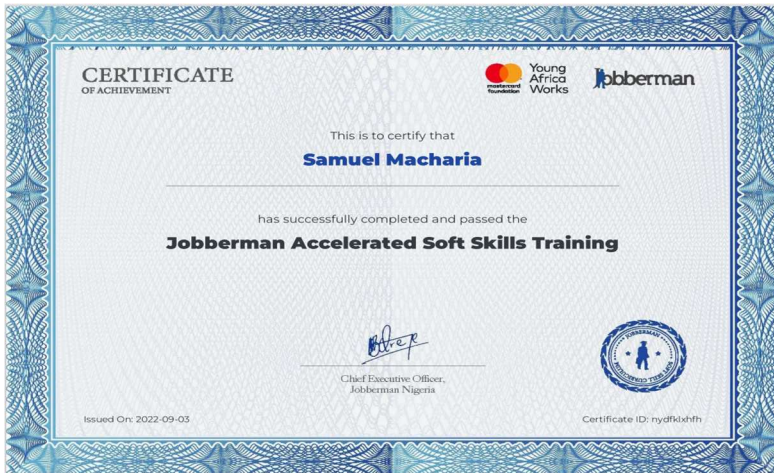 CERTIFICATE
OF ACHIEVEMENT
mastercard
foundation
Young
Africa
Works
Jobberman
This is to certify that
Samuel Macharia
has successfully completed and passed the
Jobberman Accelerated Soft Skills Training
Chief Executive Officer,
Jobberman Nigeria
JOBBERMAN
Issued On: 2022-09-03
Certificate ID: nydfklxhfh